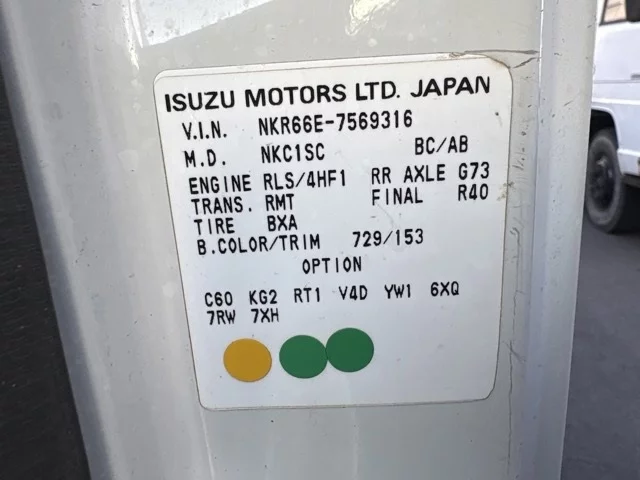 ISUZU MOTORS LTD. JAPAN
V.I.N. NKR66E-7569316
M.D. NKC1SC BC/AB
ENGINE RLS/4HF1 RR AXLE G73
TRANS. RMT FINAL R40
TIRE BXA
B.COLOR/TRIM 729/153
OPTION
C60 KG2 RT1 V4D YW1 6XQ
7RW 7XH